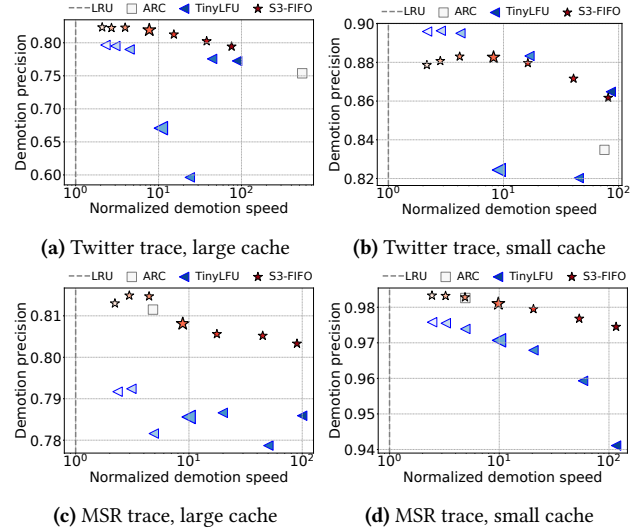 LRU ARC TinyLFU S3-FIFO
Demotion precision
0.80
0.75
0.70
0.65
0.60
10^0 10^1 10^2
Normalized demotion speed
(a) Twitter trace, large cache
LRU ARC TinyLFU S3-FIFO
Demotion precision
0.90
0.88
0.86
0.84
0.82
10^0 10^1 10^2
Normalized demotion speed
(b) Twitter trace, small cache
LRU ARC TinyLFU S3-FIFO
Demotion precision
0.81
0.80
0.79
0.78
10^0 10^1 10^2
Normalized demotion speed
(c) MSR trace, large cache
LRU ARC TinyLFU S3-FIFO
Demotion precision
0.98
0.97
0.96
0.95
0.94
10^0 10^1 10^2
Normalized demotion speed
(d) MSR trace, small cache